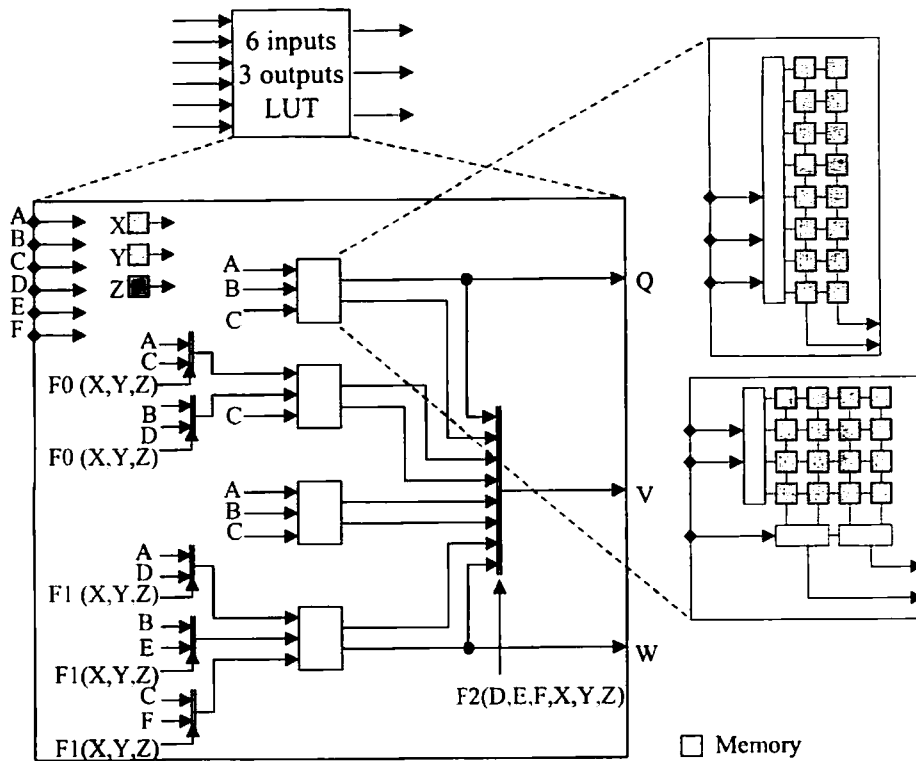 6 inputs
3 outputs
LUT
A
B
C
D
E
F
X
Y
Z
A
B
C
Q
A
C
F0 (X,Y,Z)
B
D
F0 (X,Y,Z)
C
A
B
C
V
A
D
F1 (X,Y,Z)
B
E
F1(X,Y,Z)
C
F
F1(X,Y,Z)
W
F2(D,E,F,X,Y,Z)
Memory